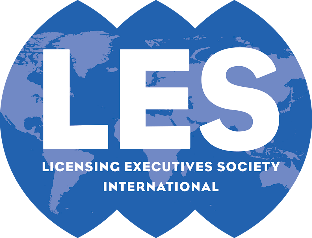 LES
LICENSING EXECUTIVES SOCIETY
INTERNATIONAL